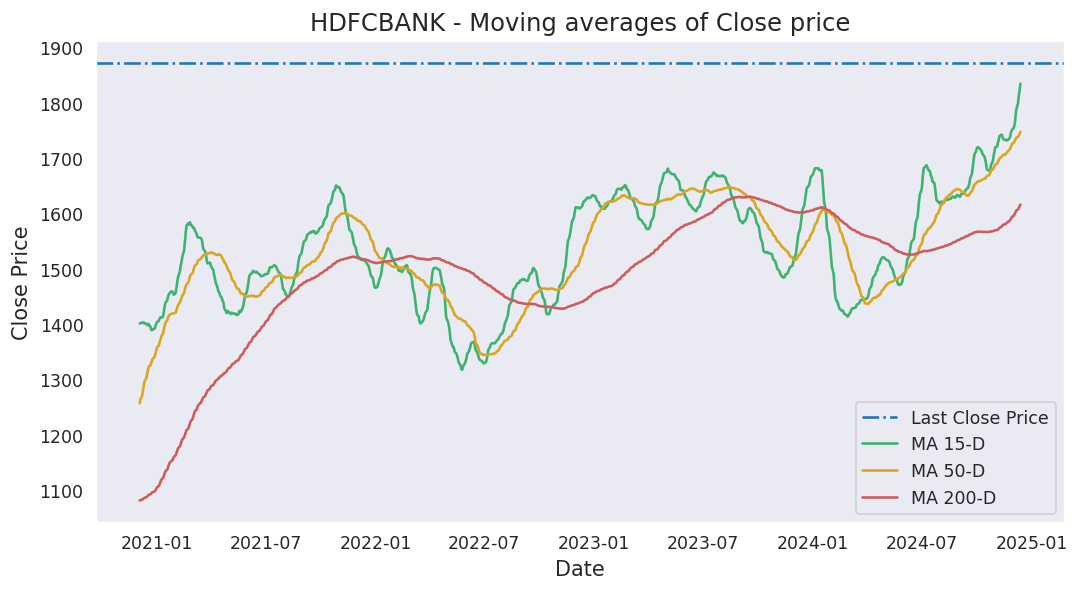 HDFCBANK - Moving averages of Close price
1900
1800
1700
1600
1500
1400
1300
1200
1100
Close Price
Last Close Price
MA 15-D
MA 50-D
MA 200-D
2021-01 2021-07 2022-01 2022-07 2023-01 2023-07 2024-01 2024-07 2025-01
Date